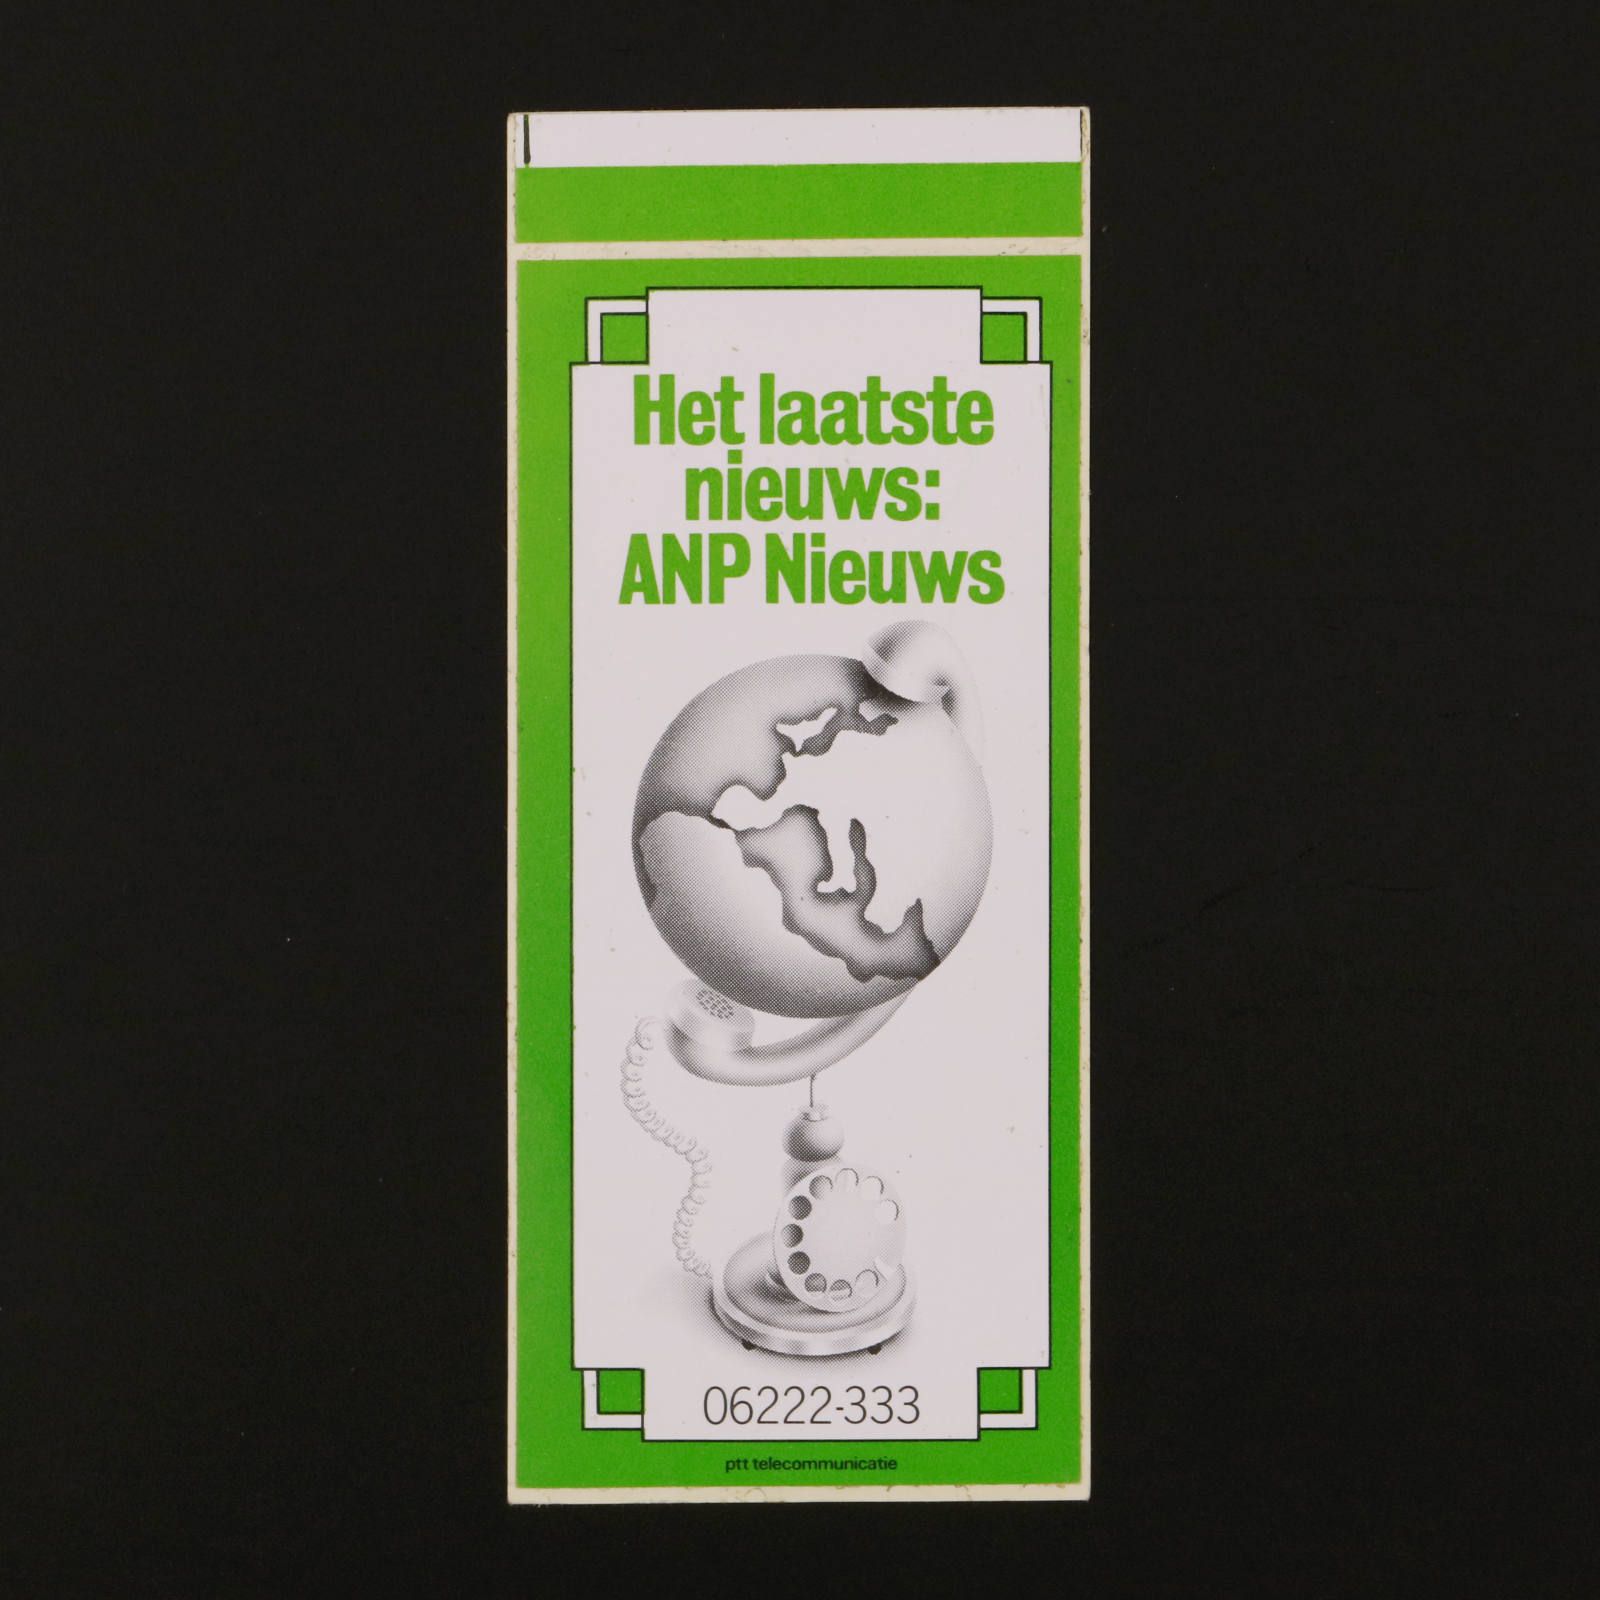 Het laatste
nieuws:
ANP Nieuws
06222-333
ptt telecommunicatie